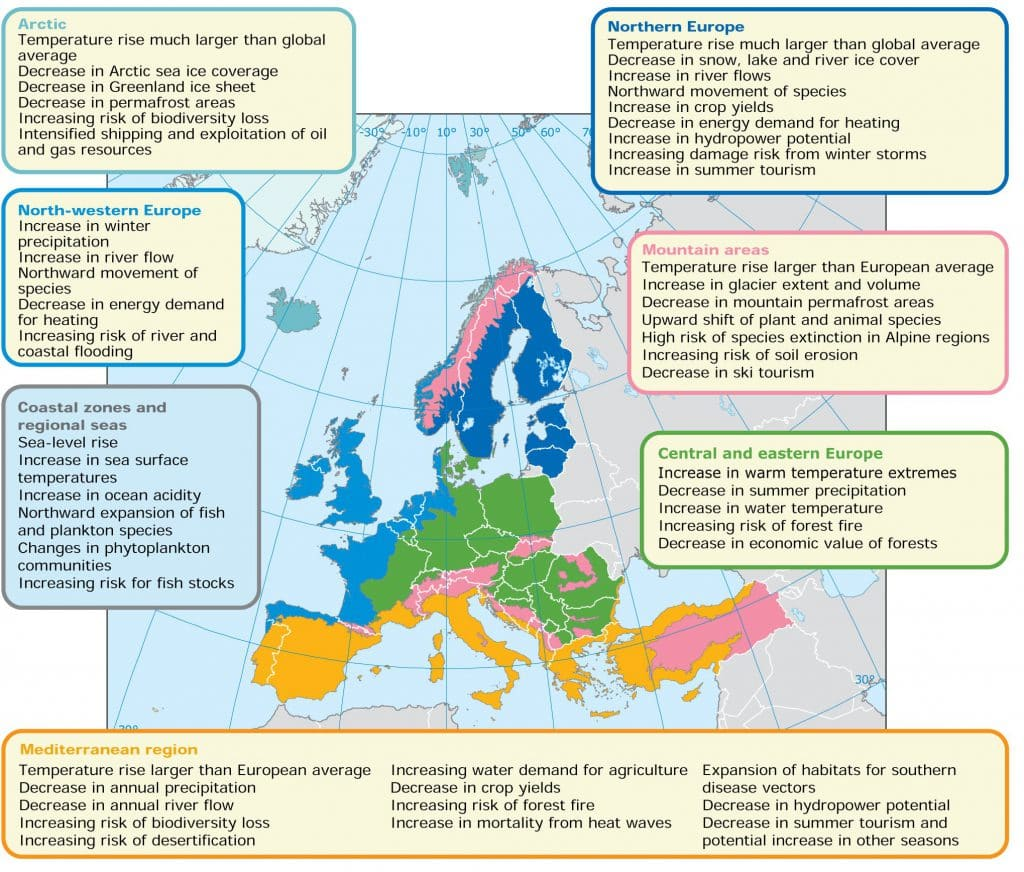 Arctic
Temperature rise much larger than global
average
Decrease in Arctic sea ice coverage
Decrease in Greenland ice sheet
Decrease in permafrost areas
Increasing risk of biodiversity loss
Intensified shipping and exploitation of oil
and gas resources
Northern Europe
Temperature rise much larger than global average
Decrease in snow, lake and river ice cover
Increase in river flows
Northward movement of species
Increase in crop yields
Decrease in energy demand for heating
Increase in hydropower potential
Increasing damage risk from winter storms
Increase in summer tourism
-30° -10° 10° 30° 50° 60°
North-western Europe
Increase in winter
precipitation
Increase in river flow
Northward movement of
species
Decrease in energy demand
for heating
Increasing risk of river and
coastal flooding
Mountain areas
Temperature rise larger than European average
Increase in glacier extent and volume
Decrease in mountain permafrost areas
Upward shift of plant and animal species
High risk of species extinction in Alpine regions
Increasing risk of soil erosion
Decrease in ski tourism
Coastal zones and
regional seas
Sea-level rise
Increase in sea surface
temperatures
Increase in ocean acidity
Northward expansion of fish
and plankton species
Changes in phytoplankton
communities
Increasing risk for fish stocks
Central and eastern Europe
Increase in warm temperature extremes
Decrease in summer precipitation
Increase in water temperature
Increasing risk of forest fire
Decrease in economic value of forests
30°
Mediterranean region
Temperature rise larger than European average
Decrease in annual precipitation
Decrease in annual river flow
Increasing risk of biodiversity loss
Increasing risk of desertification
Increasing water demand for agriculture
Decrease in crop yields
Increasing risk of forest fire
Increase in mortality from heat waves
Expansion of habitats for southern
disease vectors
Decrease in hydropower potential
Decrease in summer tourism and
potential increase in other seasons